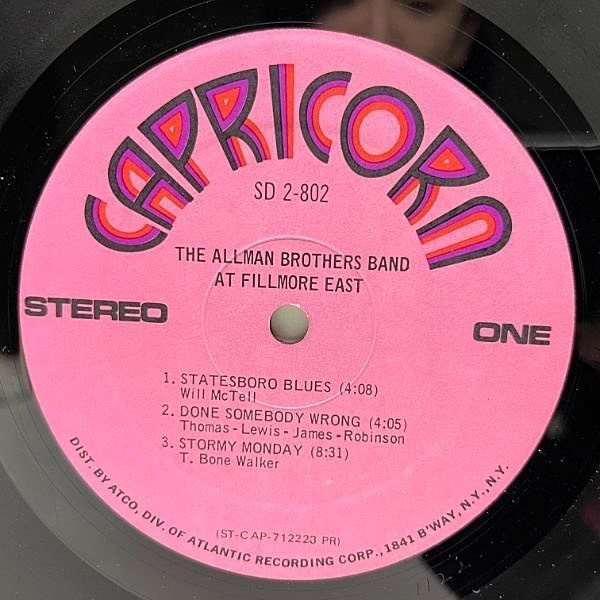 CAPRICORN
SD 2-802
THE ALLMAN BROTHERS BAND
AT FILLMORE EAST
STEREO
ONE
1. STATESBORO BLUES (4:08)
Will McTell
2. DONE SOMEBODY WRONG (4:05)
Thomas - Lewis - James - Robinson
3. STORMY MONDAY (8:31)
T. Bone Walker
(ST-CAP-712223 PR)
DIST. BY ATCO, DIV. OF ATLANTIC RECORDING CORP., 1841 B'WAY, N.Y., N.Y.